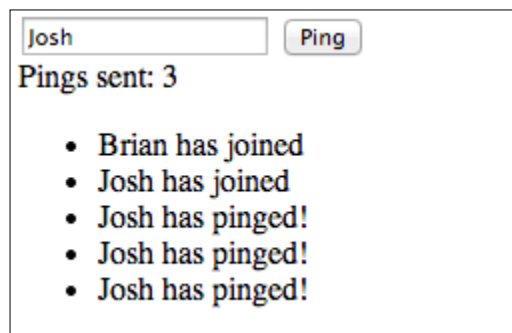 Josh Ping
Pings sent: 3
• Brian has joined
• Josh has joined
• Josh has pinged!
• Josh has pinged!
• Josh has pinged!